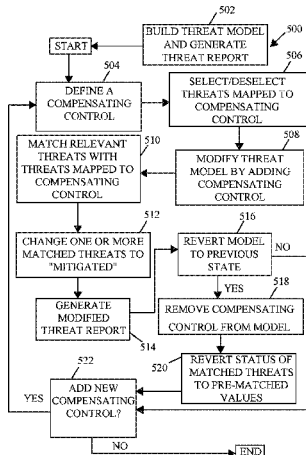 502
BUILD THREAT MODEL
AND GENERATE
THREAT REPORT
500
START
504
DEFINE A
COMPENSATING
CONTROL
506
SELECT/DESELECT
THREATS MAPPED TO
COMPENSATING
CONTROL
510
MATCH RELEVANT
THREATS WITH
THREATS MAPPED TO
COMPENSATING
CONTROL
508
MODIFY THREAT
MODEL BY ADDING
COMPENSATING
CONTROL
512
CHANGE ONE OR MORE
MATCHED THREATS TO
"MITIGATED"
516
REVERT MODEL
TO PREVIOUS
STATE
NO
YES
GENERATE
MODIFIED
THREAT REPORT
514
518
REMOVE COMPENSATING
CONTROL FROM MODEL
520
REVERT STATUS OF
MATCHED THREATS
TO PRE-MATCHED
VALUES
522
ADD NEW
COMPENSATING
CONTROL?
YES
NO
END